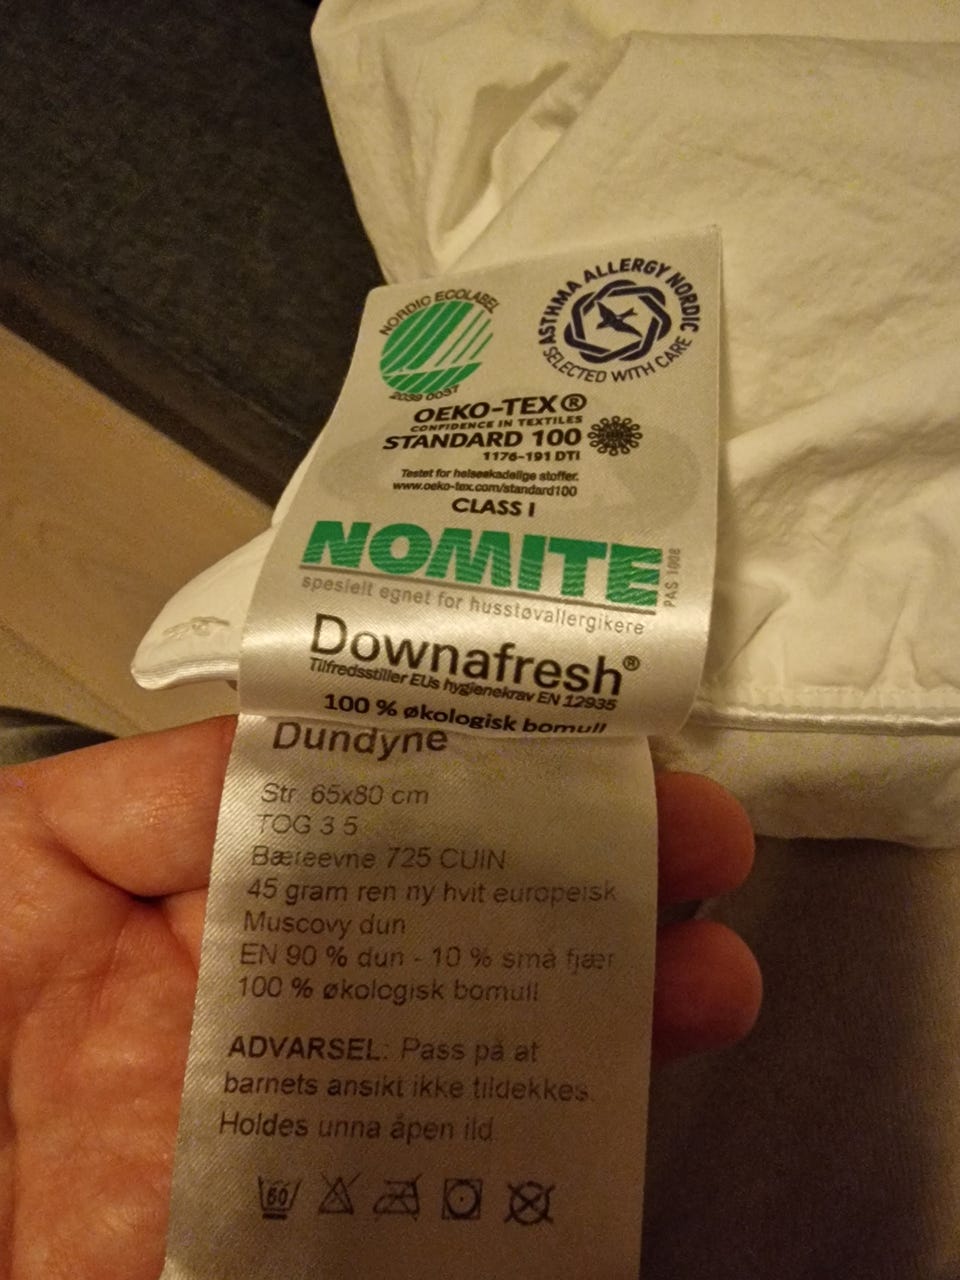 NORDIC ECOLABEL
2039 0037
ASTHMA ALLERGY NORDIC
SELECTED WITH CARE
OEKO-TEX®
CONFIDENCE IN TEXTILES
STANDARD 100
1176-191 DTI
Testet for helseskadelige stoffer.
www.oeko-tex.com/standard100
CLASS I
NOMITE
PAS 1008
spesielt egnet for husstøvallergikere
Downafresh®
Tilfredsstiller EUs hygienekrav EN 12935
100 % økologisk bomull
Dundyne
Str. 65x80 cm
TOG 3 5
Bæreevne 725 CUIN
45 gram ren ny hvit europeisk
Muscovy dun
EN 90 % dun - 10 % små fjær
100 % økologisk bomull
ADVARSEL: Pass på at
barnets ansikt ikke tildekkes.
Holdes unna åpen ild
60